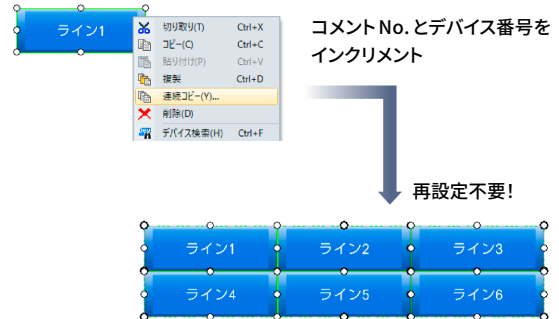 ライン1
切り取り(T) Ctrl+X
コピー(C) Ctrl+C
貼り付け(P) Ctrl+V
複製 Ctrl+D
連続コピー(Y)...
削除(D)
デバイス検索(H) Ctrl+F
コメントNo.とデバイス番号を
インクリメント
再設定不要！
ライン1 ライン2 ライン3
ライン4 ライン5 ライン6